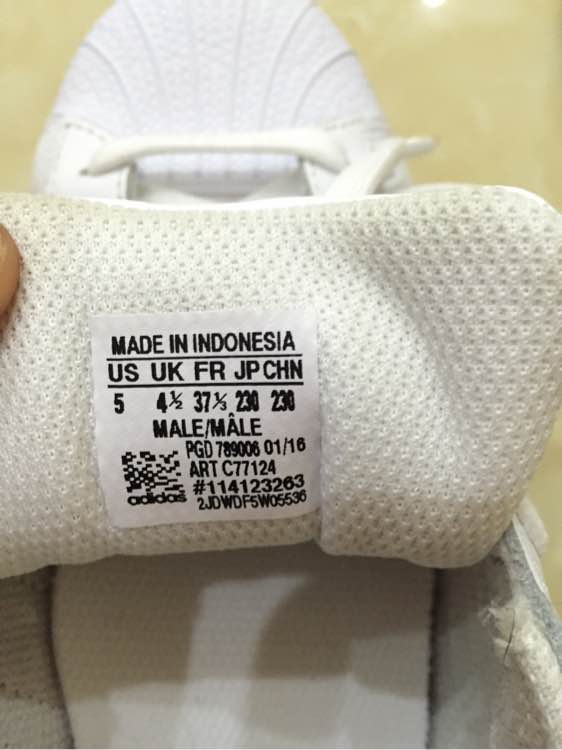 MADE IN INDONESIA
US UK FR JP CHN
5 4½ 37⅓ 230 230
MALE/MÂLE
PGD 789006 01/16
ART C77124
#114123263
adidas 2JDWDF5W05536